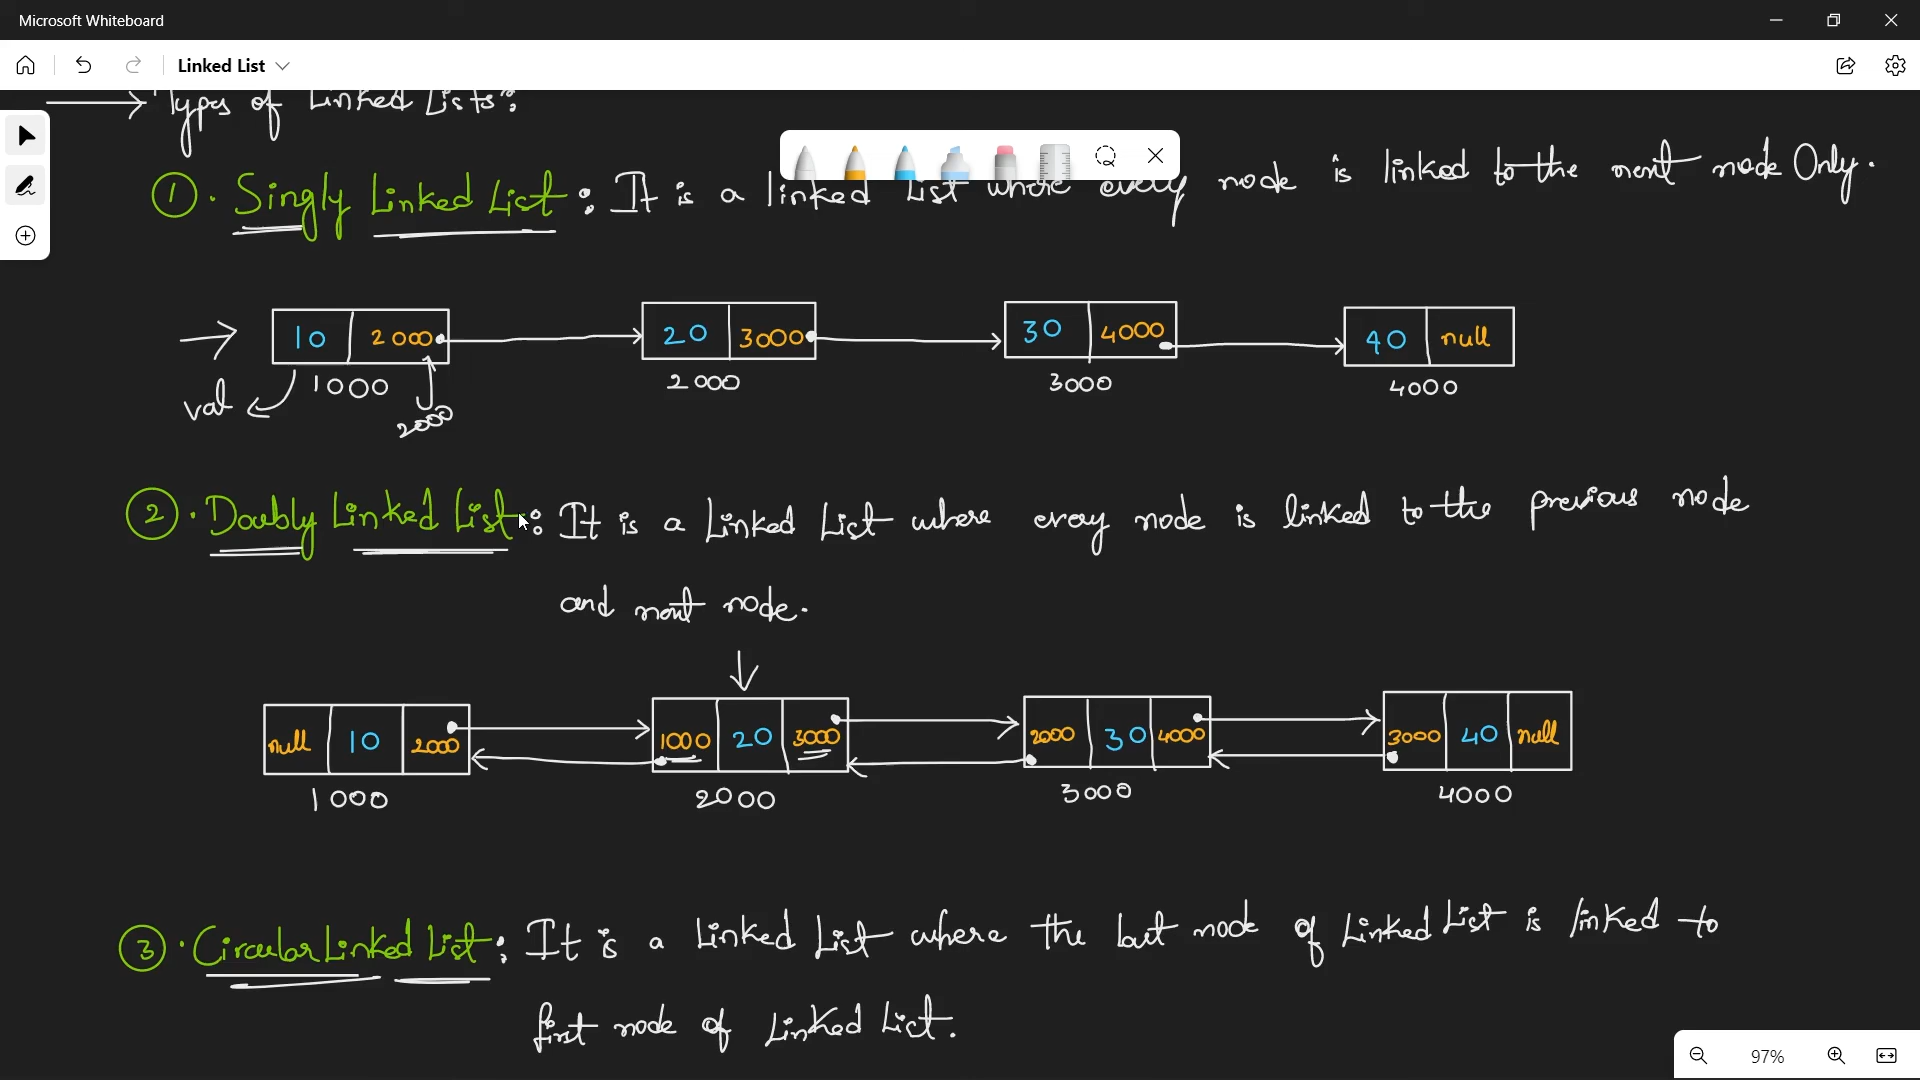 Microsoft Whiteboard
Linked List
Types of Linked Lists:
1. Singly Linked List: It is a linked List where every node is linked to the next node Only.
10 2000 20 3000 30 4000 40 null
val 1000 2000 3000 4000
2000
2. Doubly Linked List: It is a Linked List where every node is linked to the previous node
and next node.
null 10 2000 1000 20 3000 2000 30 4000 3000 40 null
1000 2000 3000 4000
3. Circular Linked List: It is a Linked List where the last node of Linked List is linked to
first node of Linked List.
97%